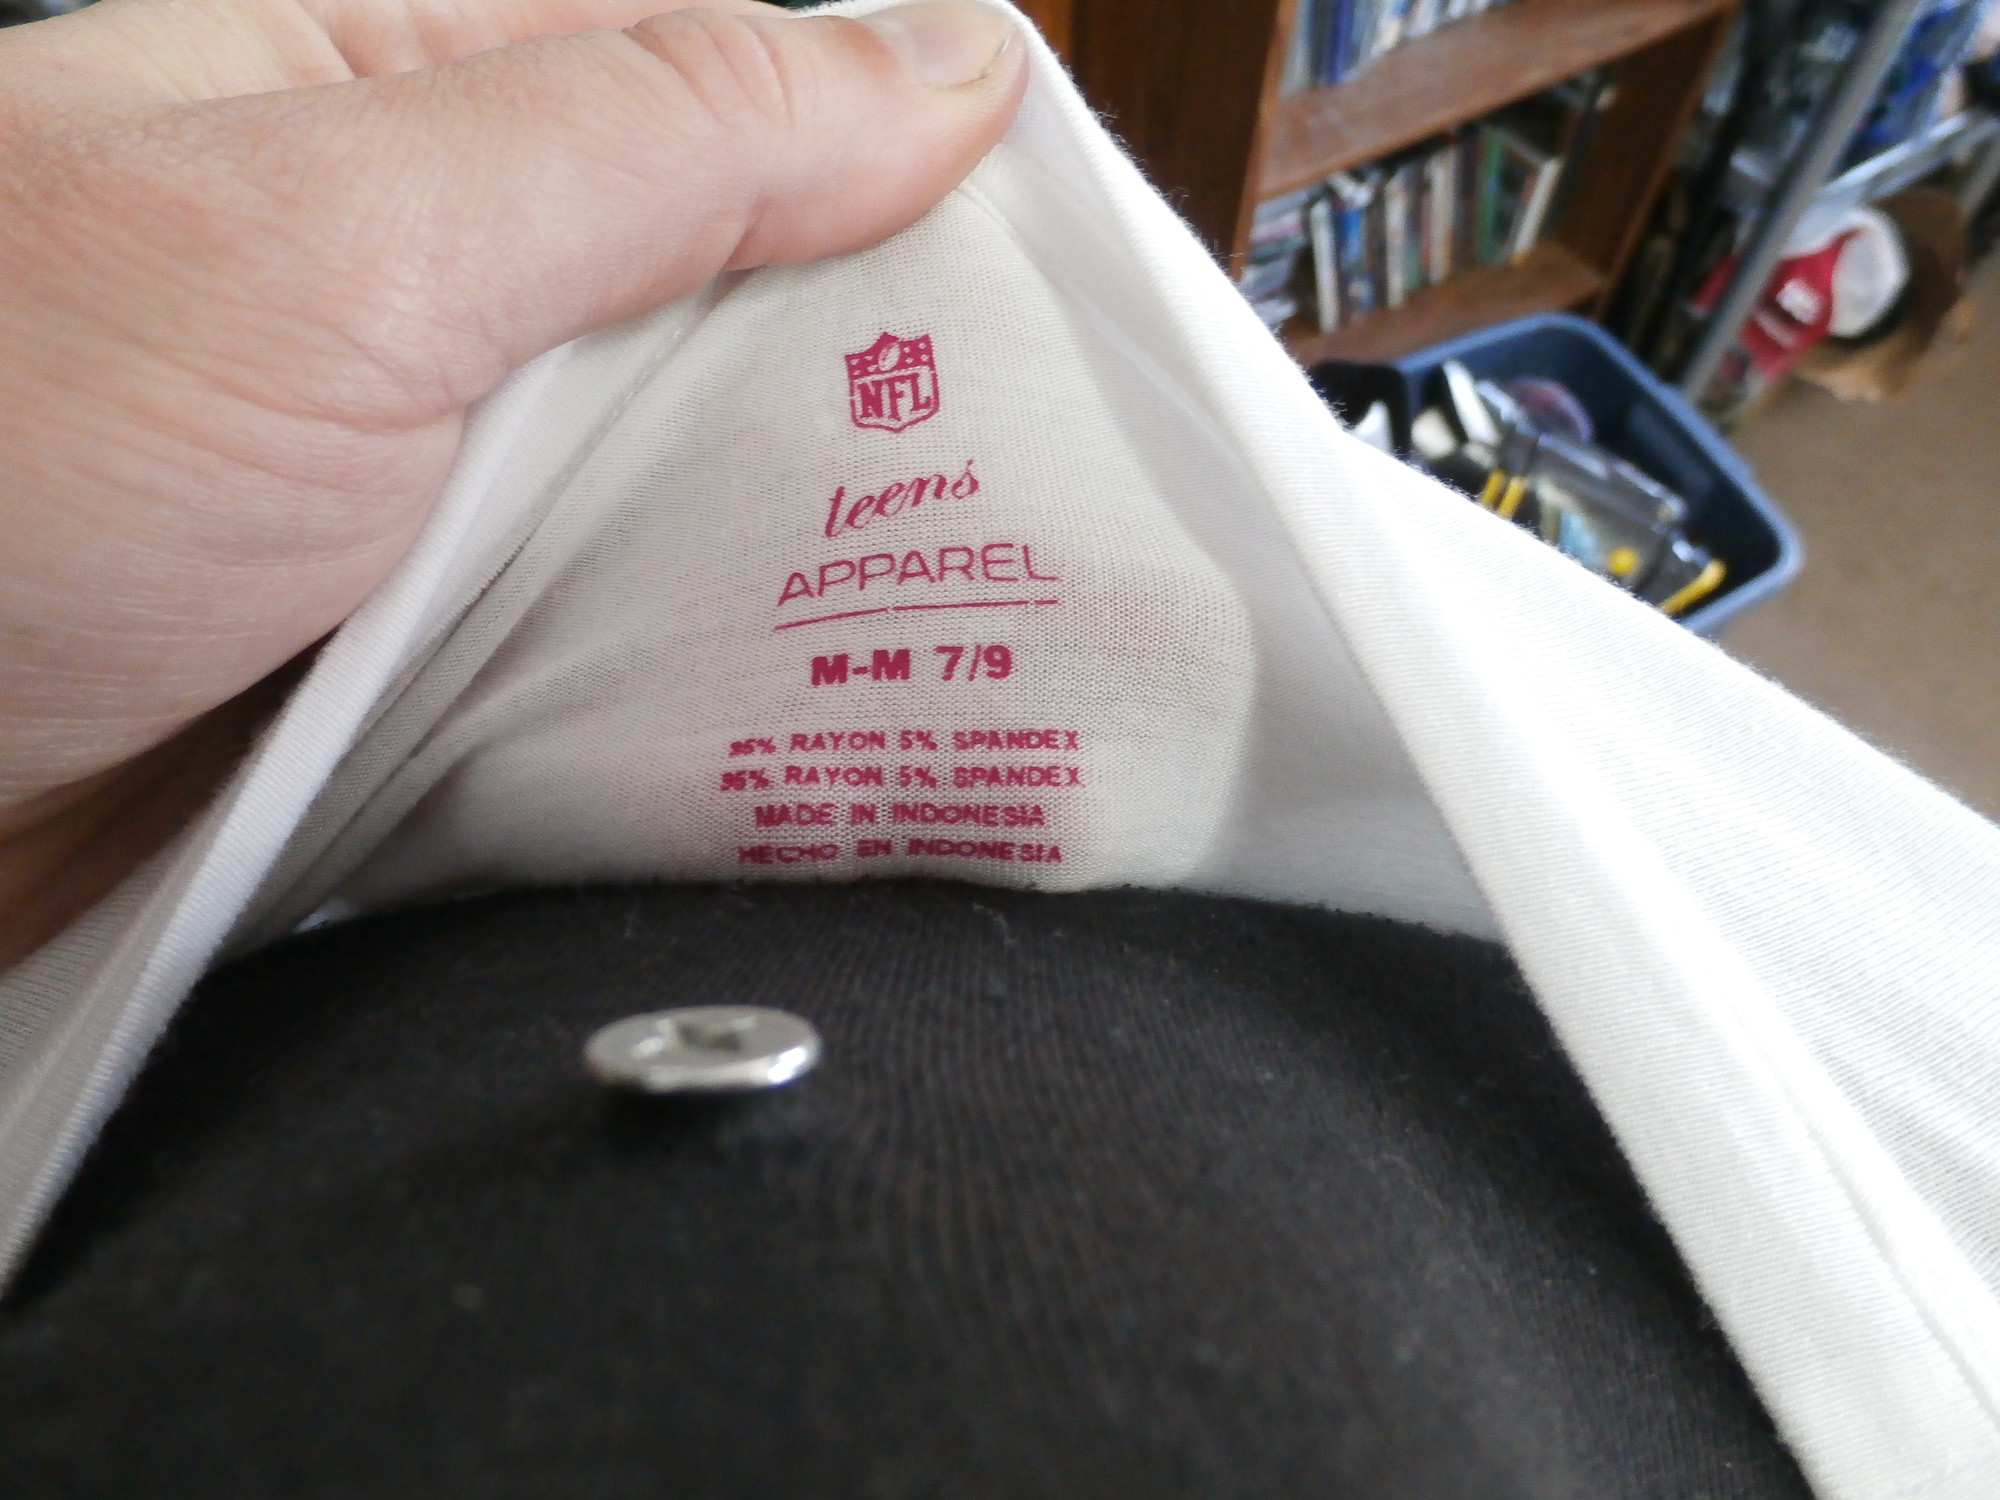 NFL
teens
APPAREL
M-M 7/9
95% RAYON 5% SPANDEX
95% RAYON 5% SPANDEX
MADE IN INDONESIA
HECHO EN INDONESIA